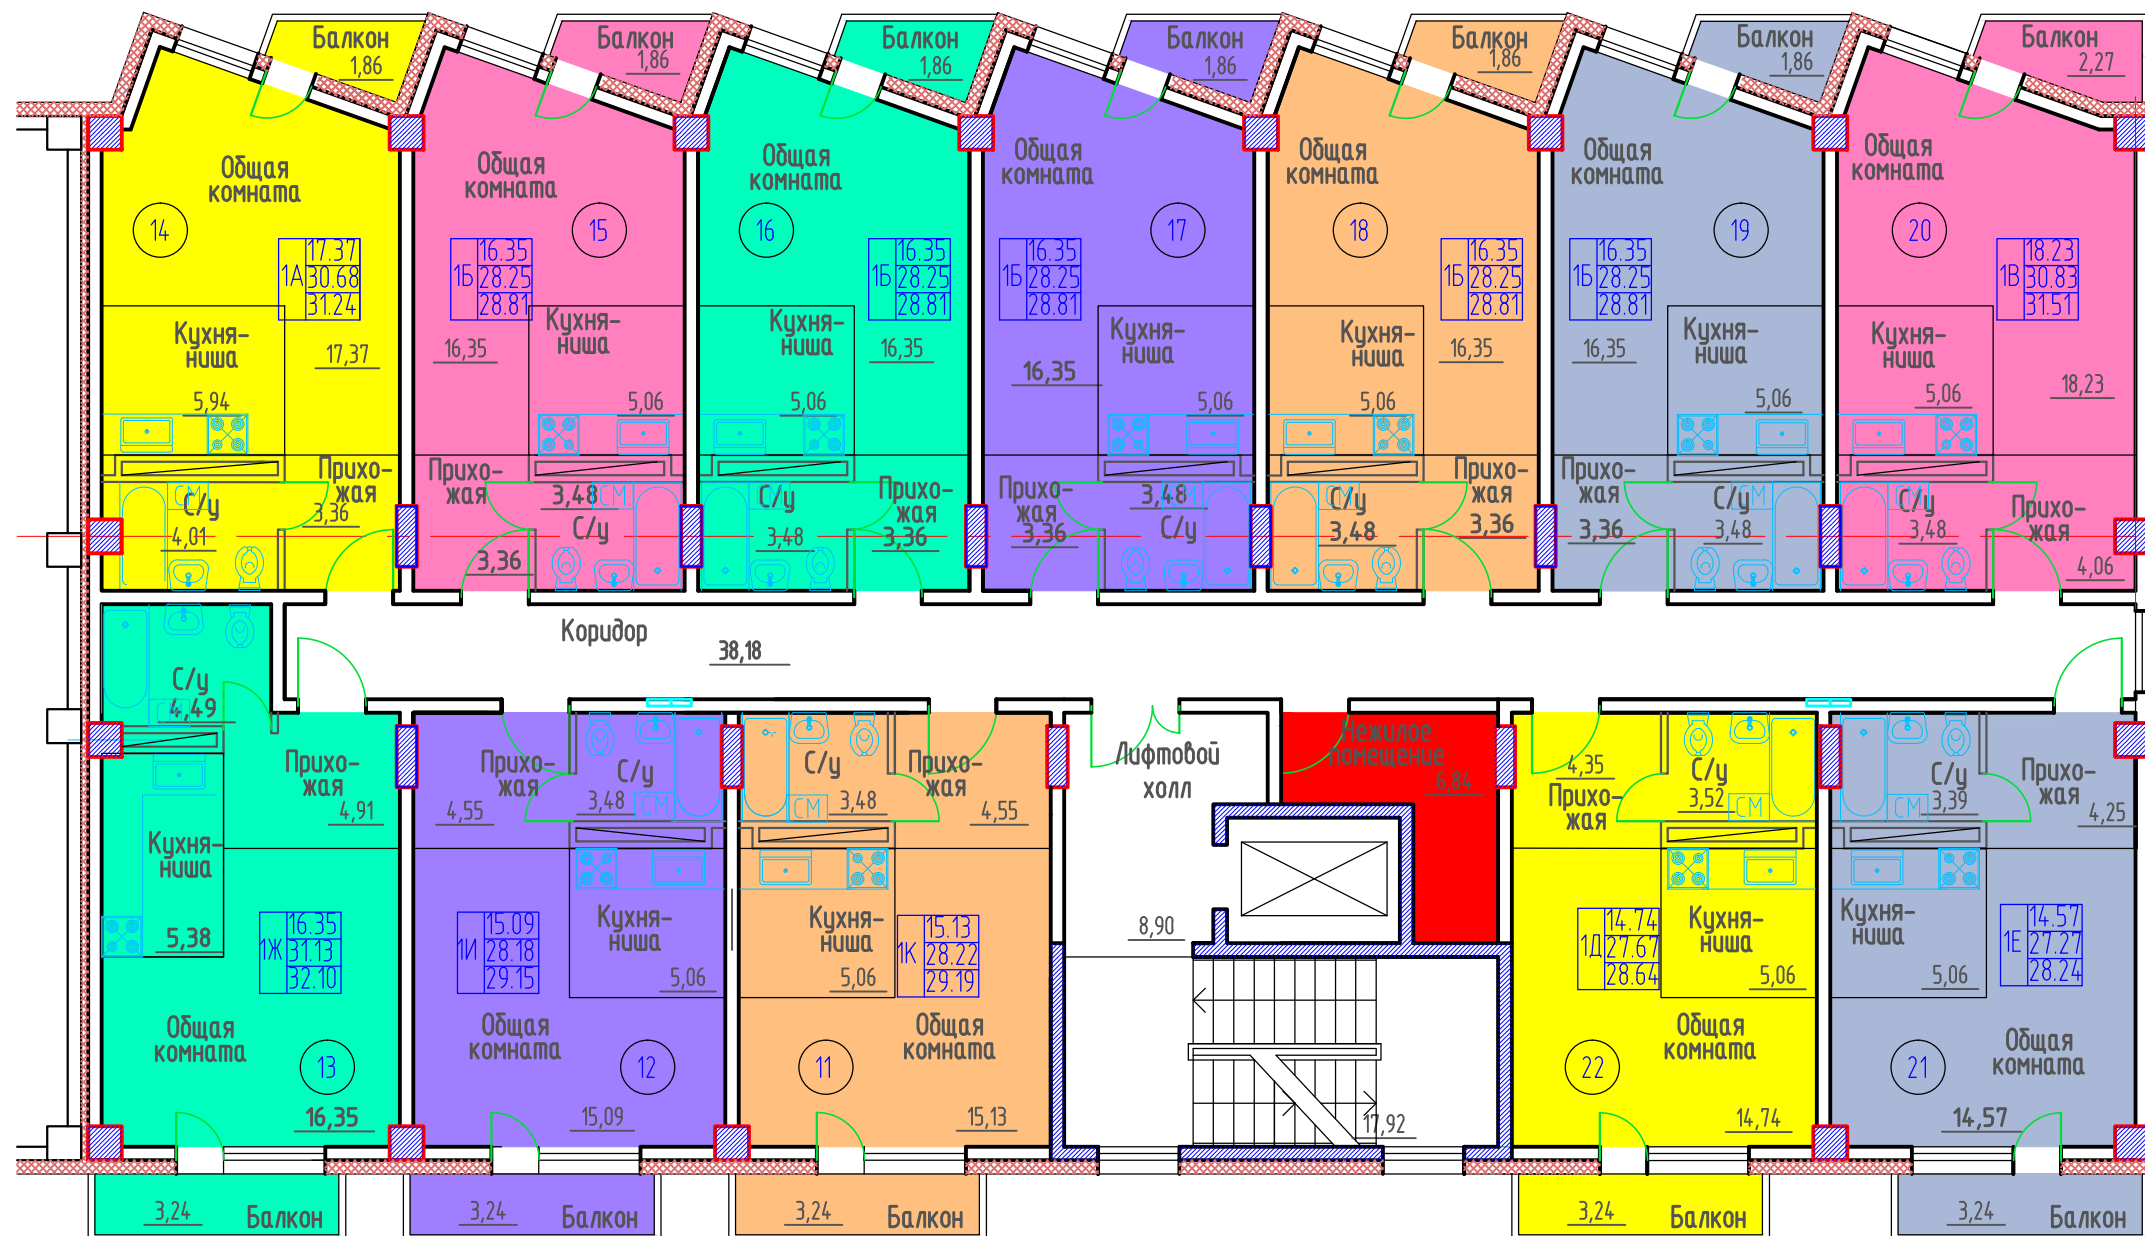 Балкон
1,86
Балкон
1,86
Балкон
1,86
Балкон
1,86
Балкон
1,86
Балкон
1,86
Балкон
2,27
Общая
комната
14
1А
17.37
30.68
31.24
Кухня-
ниша
17,37
5,94
Прихо-
жая
3,36
СМ
С/у
4,01
Общая
комната
15
1Б
16.35
28.25
28.81
Кухня-
ниша
16,35
5,06
Прихо-
жая
3,36
3,48
СМ
С/у
Общая
комната
16
1Б
16.35
28.25
28.81
Кухня-
ниша
16,35
5,06
С/у
3,48
Прихо-
жая
3,36
Общая
комната
17
1Б
16.35
28.25
28.81
Кухня-
ниша
16,35
5,06
Прихо-
жая
3,36
3,48
СМ
С/у
Общая
комната
18
1Б
16.35
28.25
28.81
Кухня-
ниша
16,35
5,06
СМ
С/у
3,48
Прихо-
жая
3,36
Общая
комната
19
1Б
16.35
28.25
28.81
Кухня-
ниша
16,35
5,06
Прихо-
жая
3,36
СМ
С/у
3,48
Общая
комната
20
1В
18.23
30.83
31.51
Кухня-
ниша
18,23
5,06
СМ
С/у
3,48
Прихо-
жая
4,06
Коридор
38,18
С/у
4,49
СМ
Прихо-
жая
4,91
Кухня-
ниша
5,38
1Ж
16.35
31.13
32.10
Общая
комната
13
16,35
3,24
Балкон
Прихо-
жая
4,55
С/у
3,48
СМ
Кухня-
ниша
5,06
1И
15.09
28.18
29.15
Общая
комната
12
15,09
3,24
Балкон
С/у
3,48
СМ
Прихо-
жая
4,55
Кухня-
ниша
5,06
1К
15.13
28.22
29.19
Общая
комната
11
15,13
3,24
Балкон
Лифтовой
холл
8,90
Нежилое
помещение
6,84
17,92
4,35
Прихо-
жая
С/у
3,52
СМ
Кухня-
ниша
5,06
1Д
14.74
27.67
28.64
Общая
комната
22
14,74
3,24
Балкон
С/у
3,39
СМ
Прихо-
жая
4,25
Кухня-
ниша
5,06
1Е
14.57
27.27
28.24
Общая
комната
21
14,57
3,24
Балкон